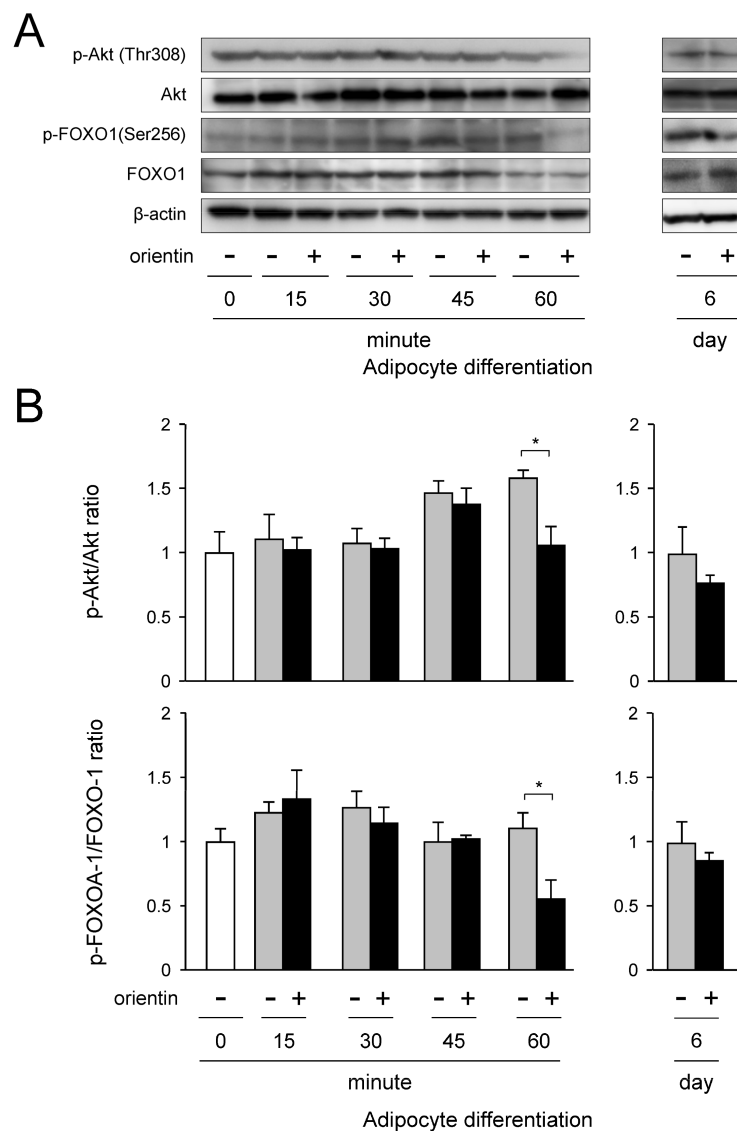 A
p-Akt (Thr308)
Akt
p-FOXO1(Ser256)
FOXO1
β-actin
orientin - - + - + - + - + - +
0 15 30 45 60 6
minute day
Adipocyte differentiation
B
2 2
1.5 1.5
1 1
0.5 0.5
0 0
p-Akt/Akt ratio
*
2 2
1.5 1.5
1 1
0.5 0.5
0 0
p-FOXOA-1/FOXO-1 ratio
*
orientin - - + - + - + - + - +
0 15 30 45 60 6
minute day
Adipocyte differentiation